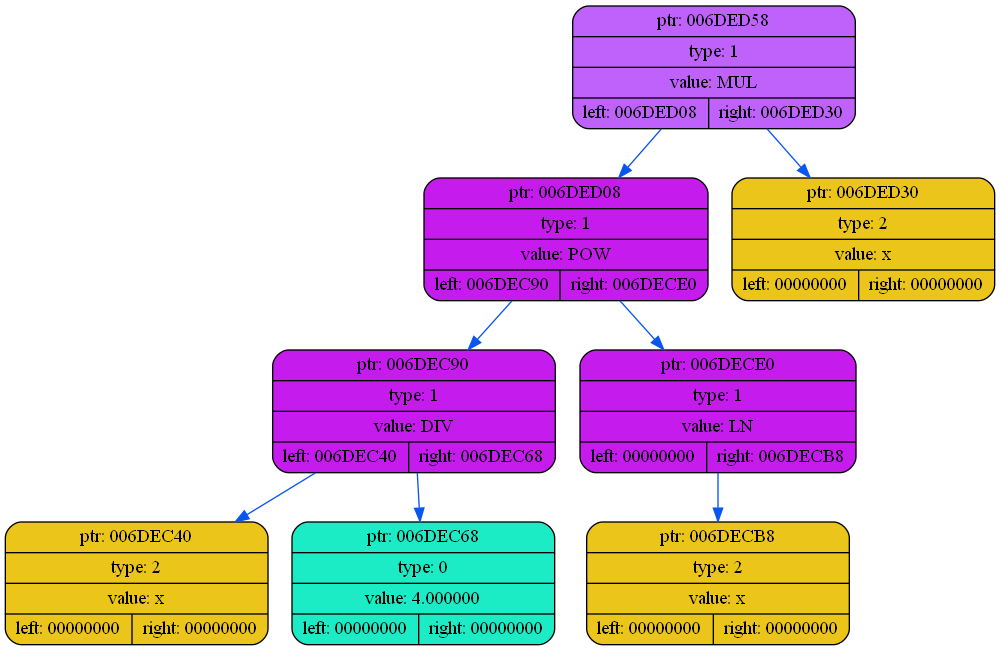 ptr: 006DED58
type: 1
value: MUL
left: 006DED08 right: 006DED30
ptr: 006DED08
type: 1
value: POW
left: 006DEC90 right: 006DECE0
ptr: 006DED30
type: 2
value: x
left: 00000000 right: 00000000
ptr: 006DEC90
type: 1
value: DIV
left: 006DEC40 right: 006DEC68
ptr: 006DECE0
type: 1
value: LN
left: 00000000 right: 006DECB8
ptr: 006DEC40
type: 2
value: x
left: 00000000 right: 00000000
ptr: 006DEC68
type: 0
value: 4.000000
left: 00000000 right: 00000000
ptr: 006DECB8
type: 2
value: x
left: 00000000 right: 00000000